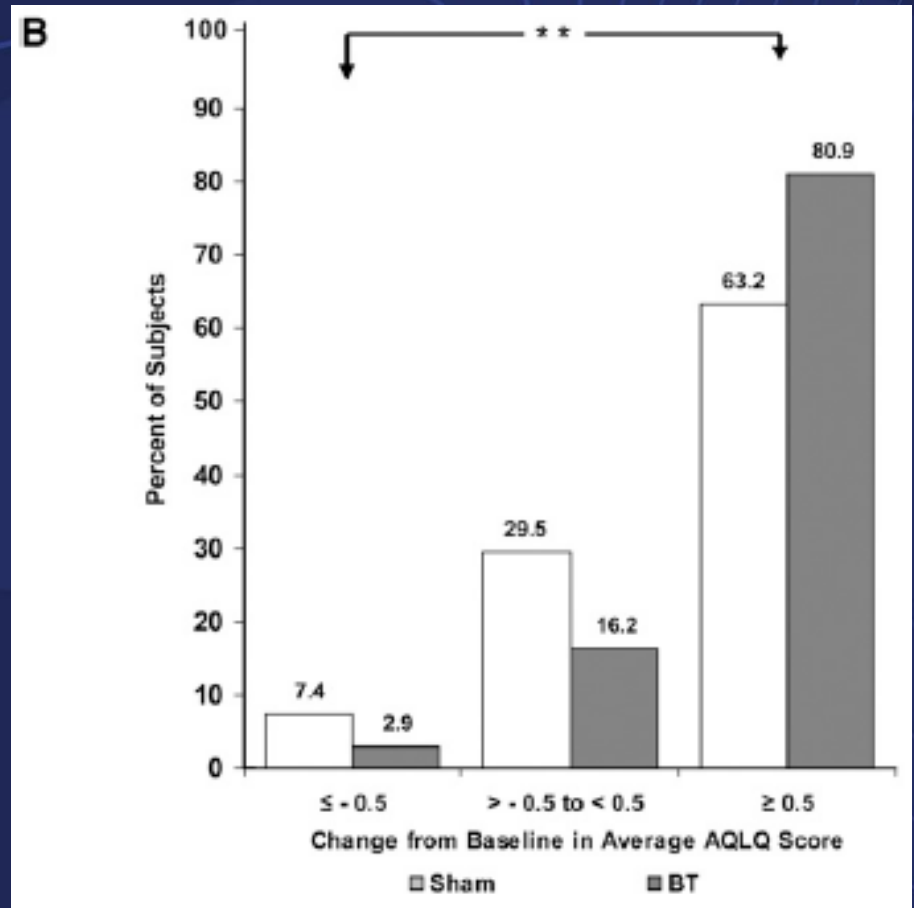 B
100
* *
90
80.9
80
70
63.2
60
50
40
29.5
30
20
16.2
10
7.4
2.9
0
Percent of Subjects
≤ - 0.5
> - 0.5 to < 0.5
≥ 0.5
Change from Baseline in Average AQLQ Score
Sham
BT